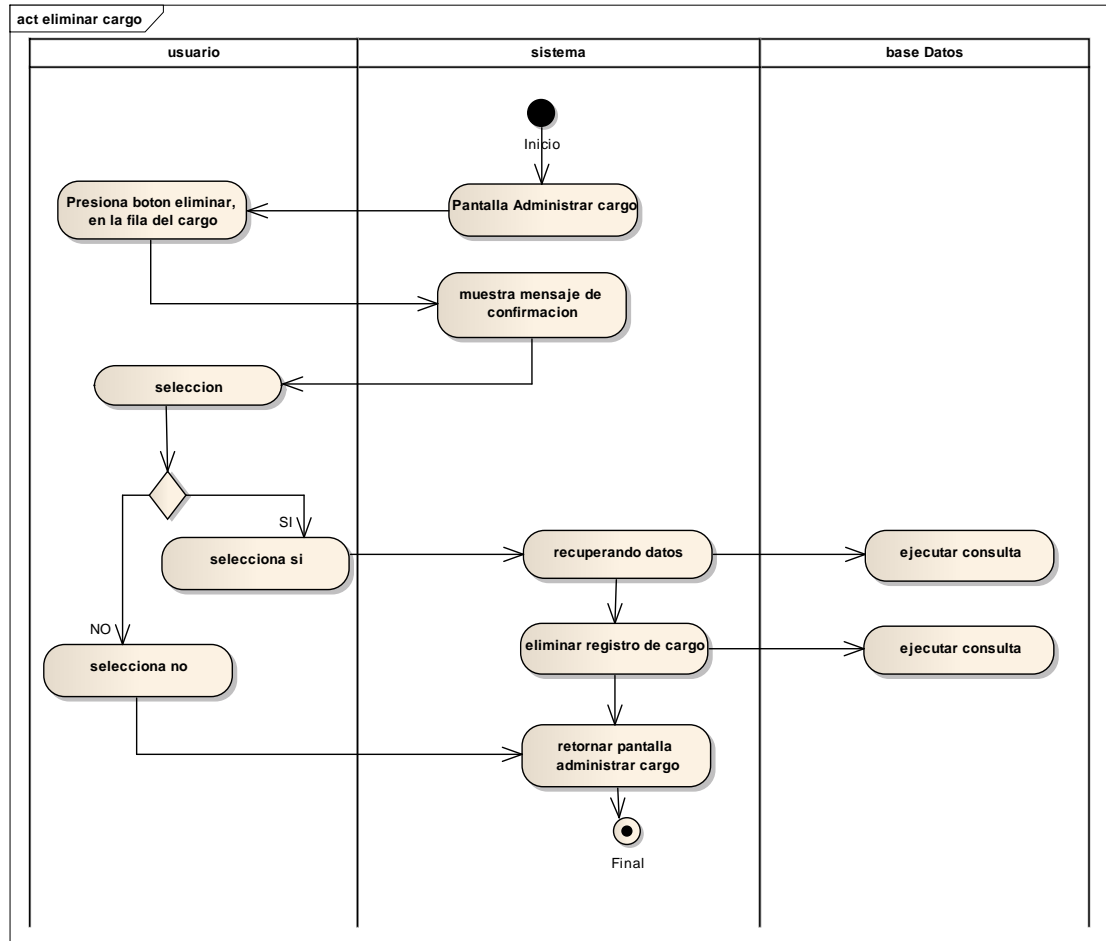 act eliminar cargo
usuario
sistema
base Datos
Inicio
Presiona boton eliminar,
en la fila del cargo
Pantalla Administrar cargo
muestra mensaje de
confirmacion
seleccion
SI
selecciona si
recuperando datos
ejecutar consulta
NO
selecciona no
eliminar registro de cargo
ejecutar consulta
retornar pantalla
administrar cargo
Final